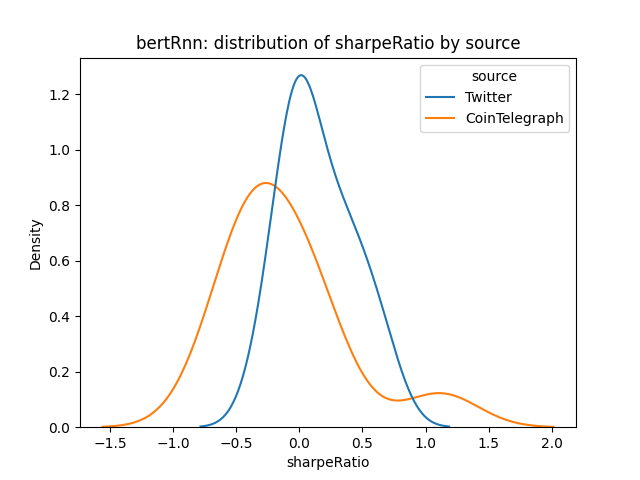 bertRnn: distribution of sharpeRatio by source
source
Twitter
CoinTelegraph
Density
1.2
1.0
0.8
0.6
0.4
0.2
0.0
−1.5 −1.0 −0.5 0.0 0.5 1.0 1.5 2.0
sharpeRatio